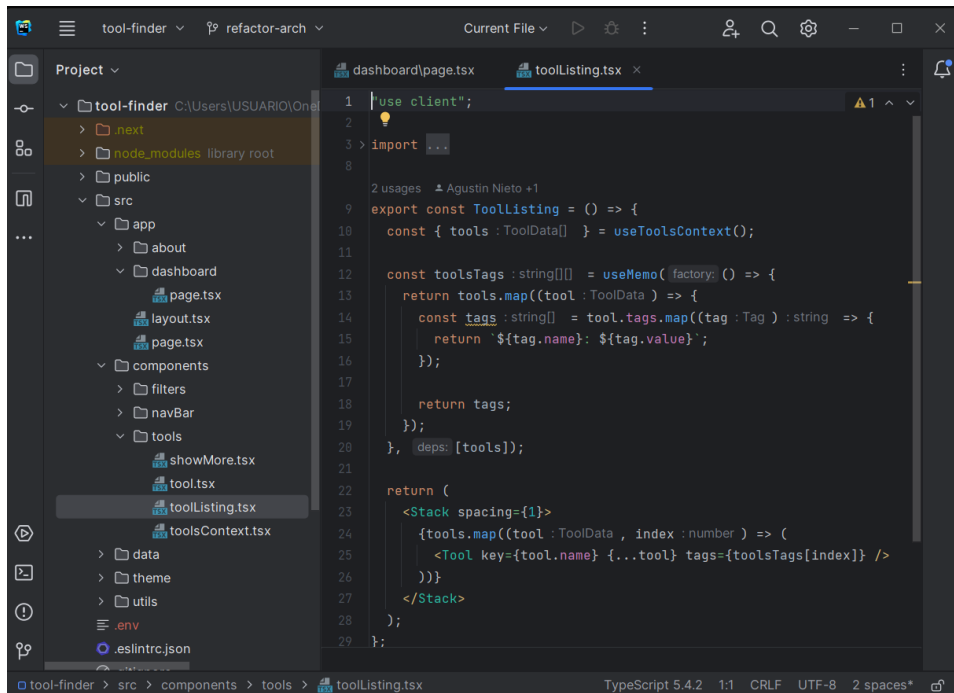 WS
tool-finder
refactor-arch
Current File
Project
dashboard\page.tsx
toolListing.tsx
tool-finder C:\Users\USUARIO\Onel
.next
node_modules library root
public
src
app
about
dashboard
page.tsx
layout.tsx
page.tsx
components
filters
navBar
tools
showMore.tsx
tool.tsx
toolListing.tsx
toolsContext.tsx
data
theme
utils
.env
.eslintrc.json
1 "use client";
1
2
3 import ...
8
2 usages Agustin Nieto +1
9 export const ToolListing = () => {
10 const { tools : ToolData[] } = useToolsContext();
11
12 const toolsTags : string[][] = useMemo( factory: () => {
13 return tools.map((tool : ToolData ) => {
14 const tags : string[] = tool.tags.map((tag : Tag ) : string => {
15 return `${tag.name}: ${tag.value}`;
16 });
17
18 return tags;
19 });
20 }, deps: [tools]);
21
22 return (
23 <Stack spacing={1}>
24 {tools.map((tool : ToolData , index : number ) => (
25 <Tool key={tool.name} {...tool} tags={toolsTags[index]} />
26 ))}
27 </Stack>
28 );
29 };
tool-finder > src > components > tools > toolListing.tsx
TypeScript 5.4.2 1:1 CRLF UTF-8 2 spaces*